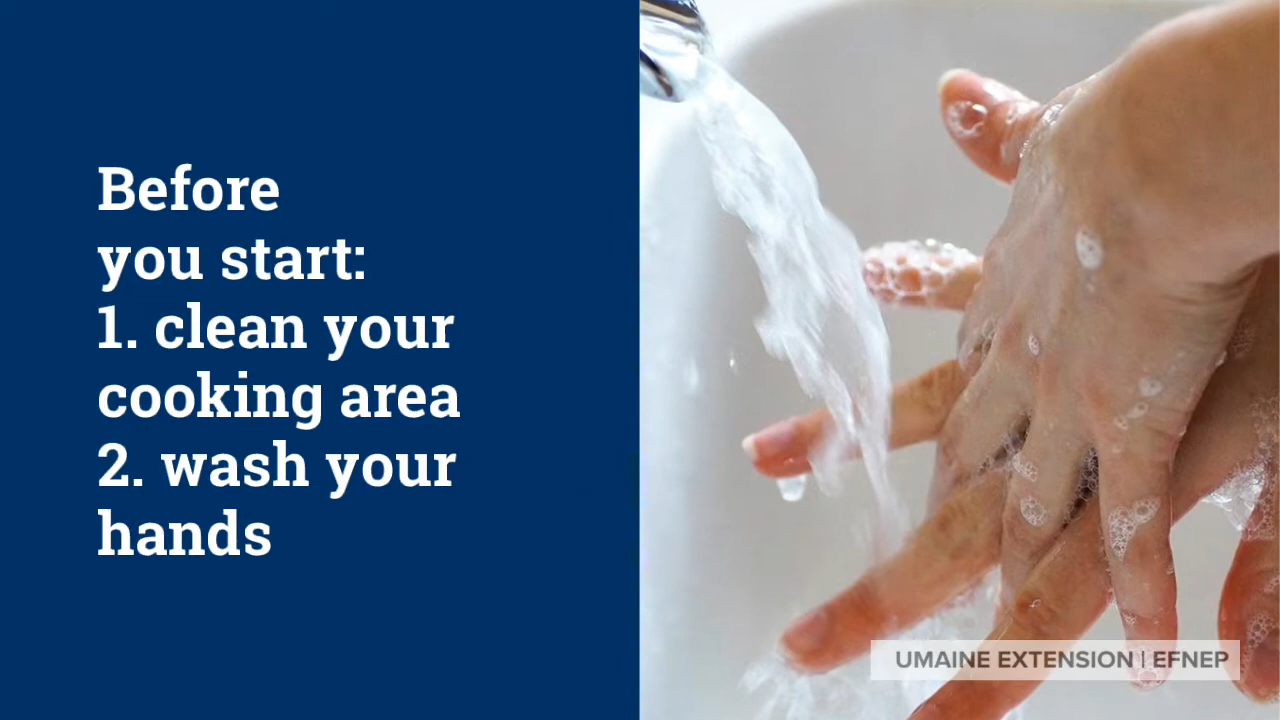 Before
you start:
1. clean your
cooking area
2. wash your
hands
UMAINE EXTENSION | EFNEP